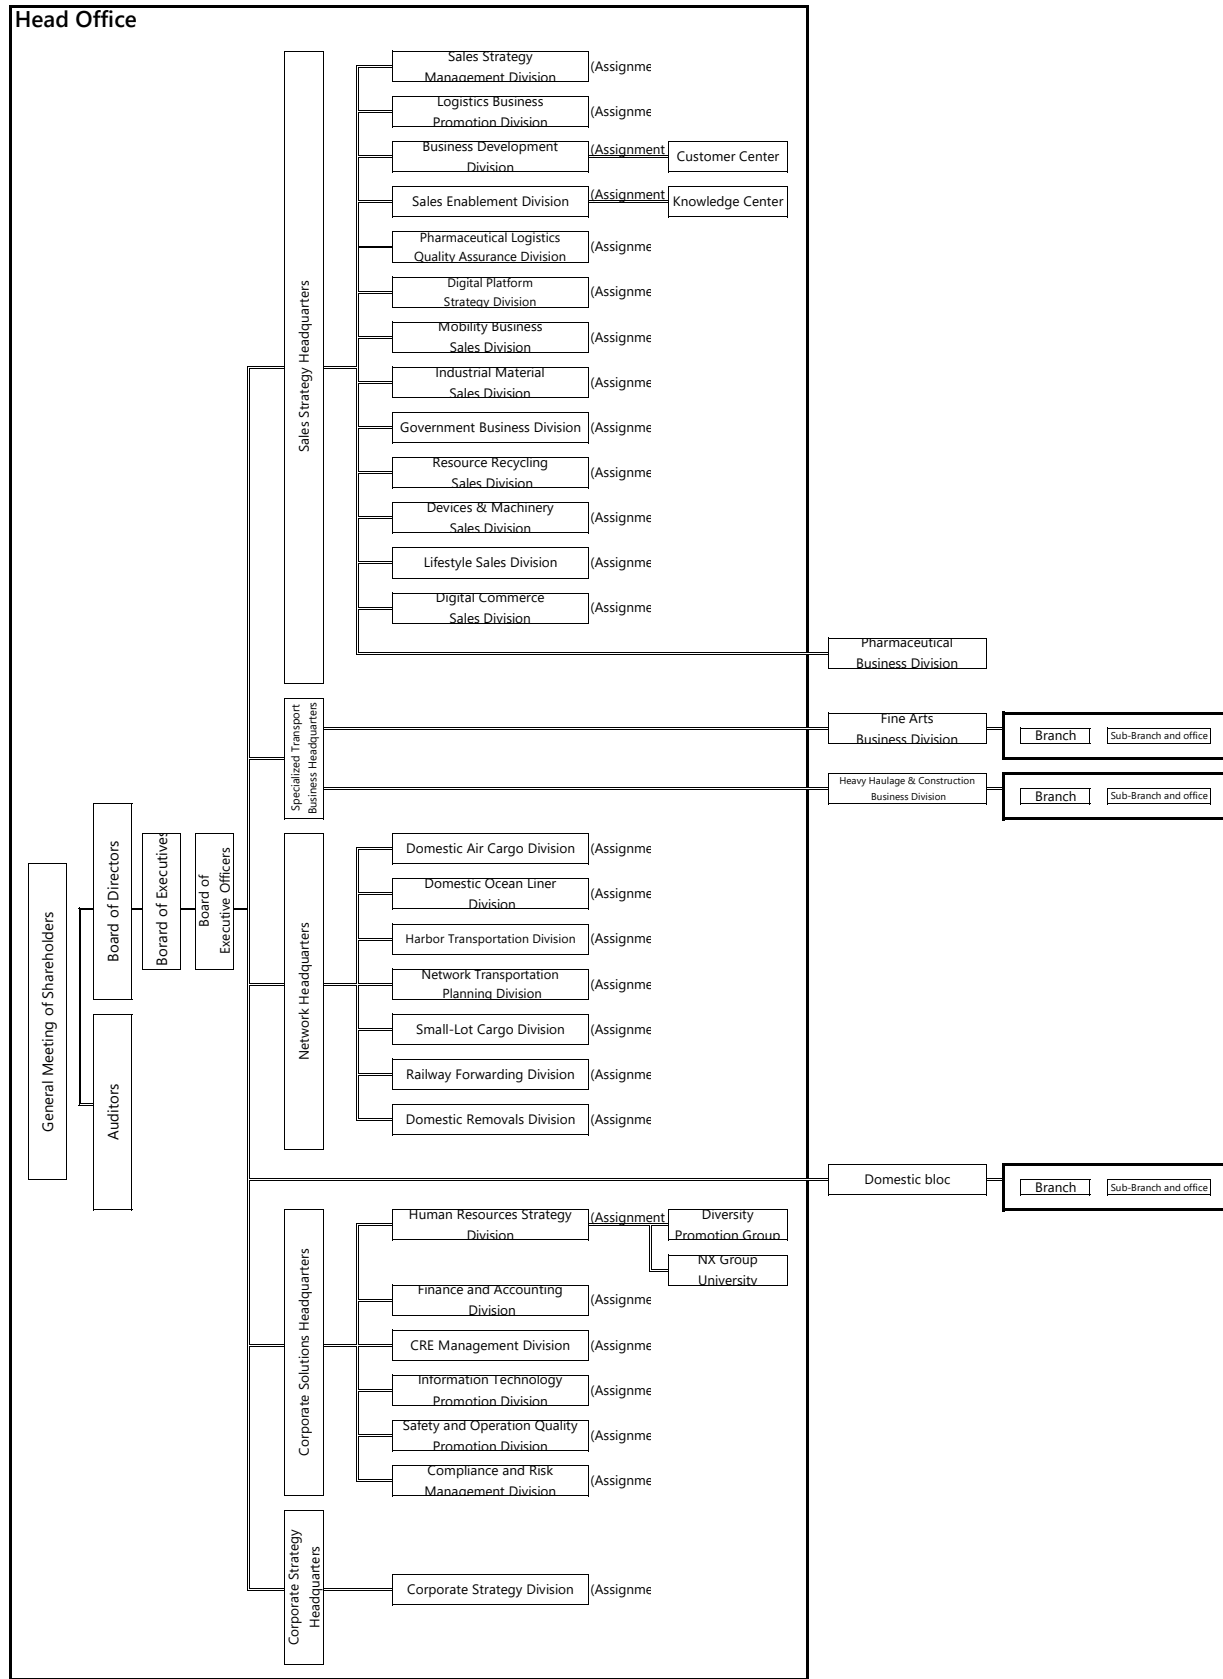 Head Office
General Meeting of Shareholders
Board of Directors
Auditors
Borard of Executives
Board of
Executive Officers
Sales Strategy Headquarters
Sales Strategy
Management Division
(Assignme
Logistics Business
Promotion Division
(Assignme
Business Development
Division
(Assignment
Customer Center
Sales Enablement Division
(Assignment
Knowledge Center
Pharmaceutical Logistics
Quality Assurance Division
(Assignme
Digital Platform
Strategy Division
(Assignme
Mobility Business
Sales Division
(Assignme
Industrial Material
Sales Division
(Assignme
Government Business Division
(Assignme
Resource Recycling
Sales Division
(Assignme
Devices & Machinery
Sales Division
(Assignme
Lifestyle Sales Division
(Assignme
Digital Commerce
Sales Division
(Assignme
Pharmaceutical
Business Division
Specialized Transport
Business Headquarters
Fine Arts
Business Division
Branch
Sub-Branch and office
Heavy Haulage & Construction
Business Division
Branch
Sub-Branch and office
Network Headquarters
Domestic Air Cargo Division
(Assignme
Domestic Ocean Liner
Division
(Assignme
Harbor Transportation Division
(Assignme
Network Transportation
Planning Division
(Assignme
Small-Lot Cargo Division
(Assignme
Railway Forwarding Division
(Assignme
Domestic Removals Division
(Assignme
Domestic bloc
Branch
Sub-Branch and office
Corporate Solutions Headquarters
Human Resources Strategy
Division
(Assignment
Diversity
Promotion Group
NX Group
University
Finance and Accounting
Division
(Assignme
CRE Management Division
(Assignme
Information Technology
Promotion Division
(Assignme
Safety and Operation Quality
Promotion Division
(Assignme
Compliance and Risk
Management Division
(Assignme
Corporate Strategy
Headquarters
Corporate Strategy Division
(Assignme